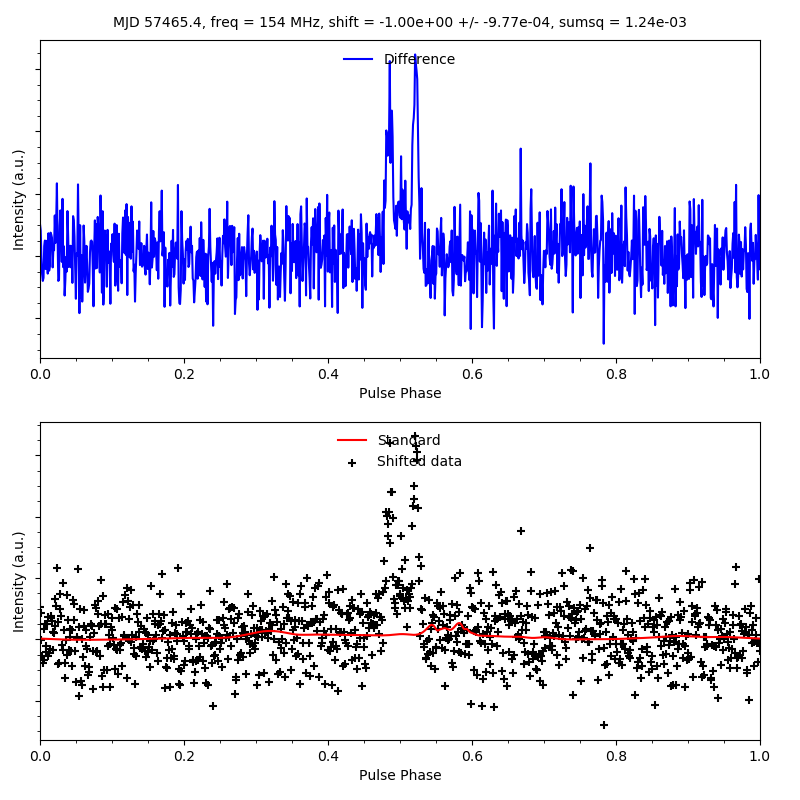 MJD 57465.4, freq = 154 MHz, shift = -1.00e+00 +/- -9.77e-04, sumsq = 1.24e-03
Difference
Intensity (a.u.)
0.0 0.2 0.4 0.6 0.8 1.0
Pulse Phase
Standard
Shifted data
Intensity (a.u.)
0.0 0.2 0.4 0.6 0.8 1.0
Pulse Phase